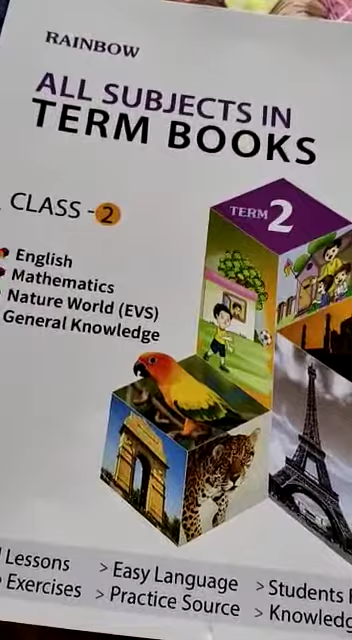 RAINBOW
ALL SUBJECTS IN
TERM BOOKS
CLASS - 2
TERM 2
English
Mathematics
Nature World (EVS)
General Knowledge
Lessons > Easy Language > Students
Exercises > Practice Source >